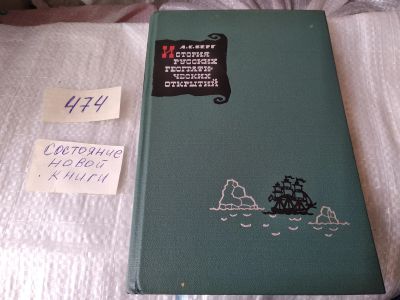 474
СОСТОЯНИЕ
НОВОЙ
КНИГИ
Л.С.БЕРГ
ИСТОРИЯ
РУССКИХ
ГЕОГРАФИ-
ЧЕСКИХ
ОТКРЫТИЙ